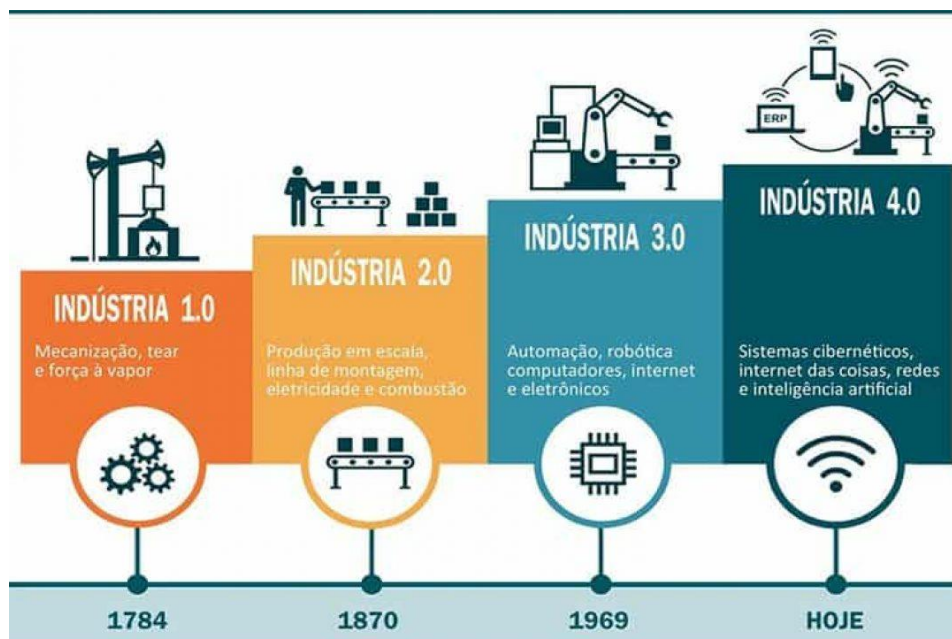 ERP
INDÚSTRIA 1.0
Mecanização, tear
e força à vapor
INDÚSTRIA 2.0
Produção em escala,
linha de montagem,
eletricidade e combustão
INDÚSTRIA 3.0
Automação, robótica
computadores, internet
e eletrônicos
INDÚSTRIA 4.0
Sistemas cibernéticos,
internet das coisas, redes
e inteligência artificial
1784
1870
1969
HOJE